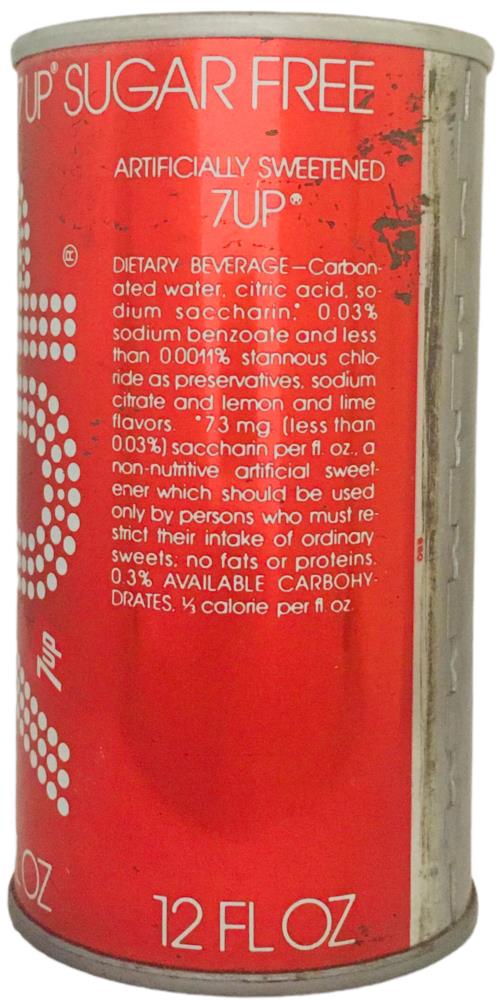 7UP® SUGAR FREE
ARTIFICIALLY SWEETENED
7UP®
®
DIETARY BEVERAGE—Carbon-
ated water, citric acid, so-
dium saccharin,* 0.03%
sodium benzoate and less
than 0.0011% stannous chlo-
ride as preservatives, sodium
citrate and lemon and lime
flavors. *7.3 mg (less than
0.03%) saccharin per fl. oz., a
non-nutritive artificial sweet-
ener which should be used
only by persons who must re-
strict their intake of ordinary
sweets; no fats or proteins.
0.3% AVAILABLE CARBOHY-
DRATES. ⅓ calorie per fl. oz.
7up
OZ
12 FL OZ